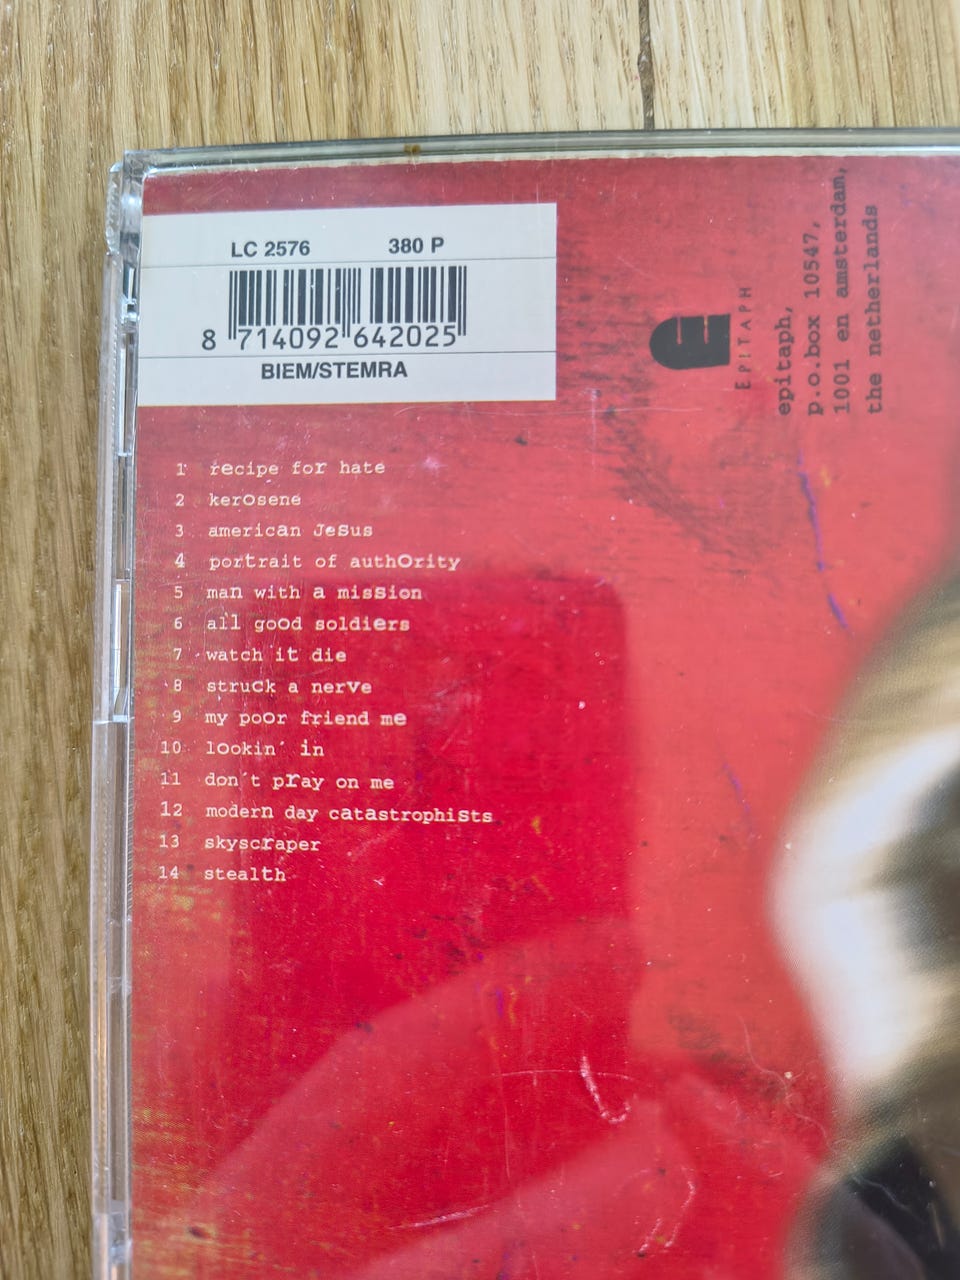 LC 2576 380 P
8 714092 642025
BIEM/STEMRA
EPITAPH
epitaph,
p.o.box 10547,
1001 en amsterdam,
the netherlands
1 recipe for hate
2 kerosene
3 american Jesus
4 portrait of authOrity
5 man with a mission
6 all good soldiers
7 watch it die
8 struck a nerve
9 my poor friend me
10 lookin´ in
11 don´t pray on me
12 modern day catastrophists
13 skyscraper
14 stealth